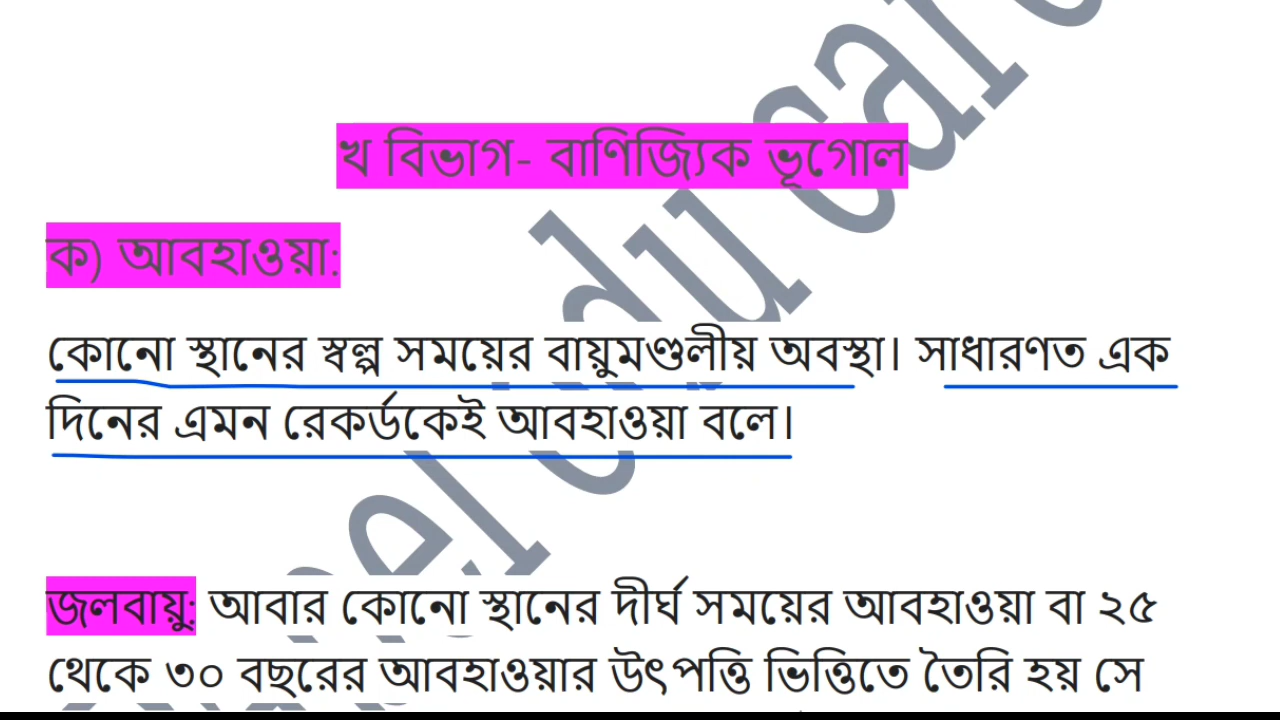 খ বিভাগ- বাণিজ্যিক ভূগোল
ক) আবহাওয়া:
কোনো স্থানের স্বল্প সময়ের বায়ুমণ্ডলীয় অবস্থা। সাধারণত এক
দিনের এমন রেকর্ডকেই আবহাওয়া বলে।
জলবায়ু: আবার কোনো স্থানের দীর্ঘ সময়ের আবহাওয়া বা ২৫
থেকে ৩০ বছরের আবহাওয়ার উৎপত্তি ভিত্তিতে তৈরি হয় সে